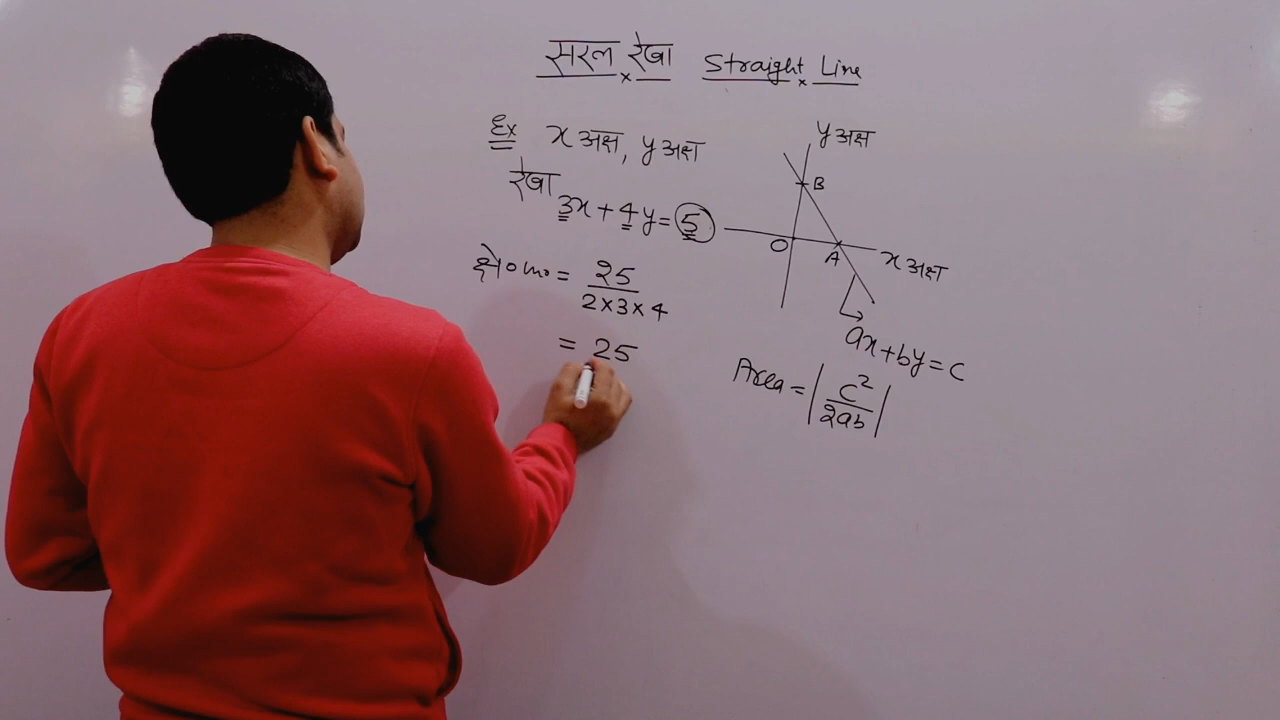 सरल रेखा Straight Line
Ex x अक्ष, y अक्ष
रेखा 3x + 4y = 5
क्षे० फ० = 25 / 2×3×4
= 25
y अक्ष
B
O
A
x अक्ष
ax+by=c
Area = |c² / 2ab|